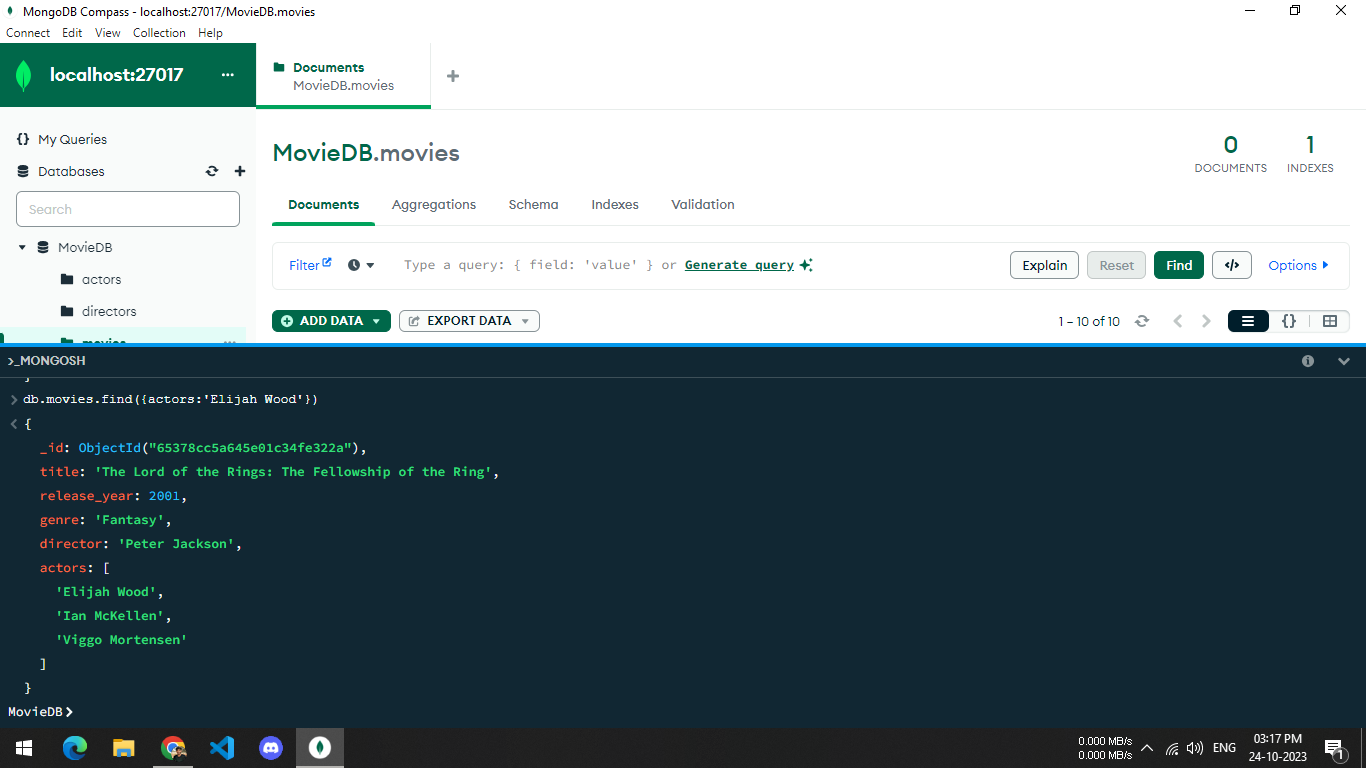 MongoDB Compass - localhost:27017/MovieDB.movies
Connect Edit View Collection Help
localhost:27017 ...
Documents
MovieDB.movies
+
{} My Queries
Databases
Search
MovieDB
actors
directors
movies
MovieDB.movies
0
DOCUMENTS
1
INDEXES
Documents Aggregations Schema Indexes Validation
Filter Type a query: { field: 'value' } or Generate query Explain Reset Find </> Options
ADD DATA EXPORT DATA 1 – 10 of 10 {}
>_MONGOSH
}
> db.movies.find({actors:'Elijah Wood'})
< {
_id: ObjectId("65378cc5a645e01c34fe322a"),
title: 'The Lord of the Rings: The Fellowship of the Ring',
release_year: 2001,
genre: 'Fantasy',
director: 'Peter Jackson',
actors: [
'Elijah Wood',
'Ian McKellen',
'Viggo Mortensen'
]
}
MovieDB>
0.000 MB/s
0.000 MB/s
ENG
03:17 PM
24-10-2023
1